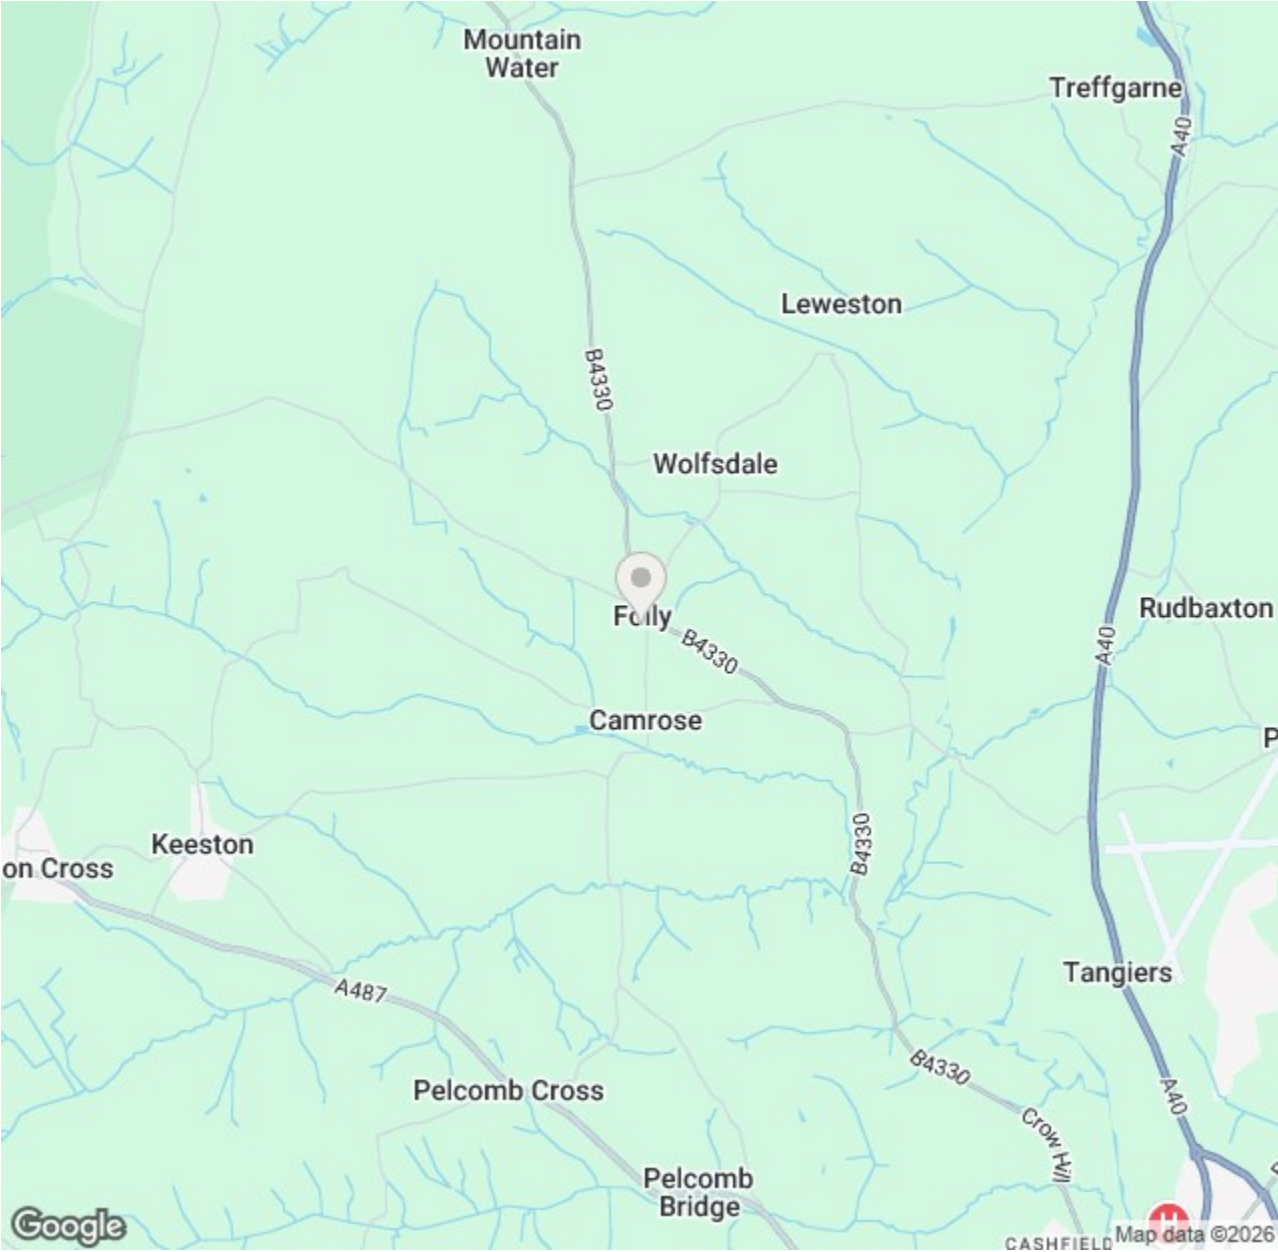 Mountain
Water
Treffgarne
A40
Leweston
B4330
Wolfsdale
Folly
Rudbaxton
B4330
A40
Camrose
P
Keeston
B4330
on Cross
Tangiers
A487
B4330
Pelcomb Cross
A40
Crow Hill
Pelcomb
Bridge
H
Google
Map data ©2026
CASHFIELD